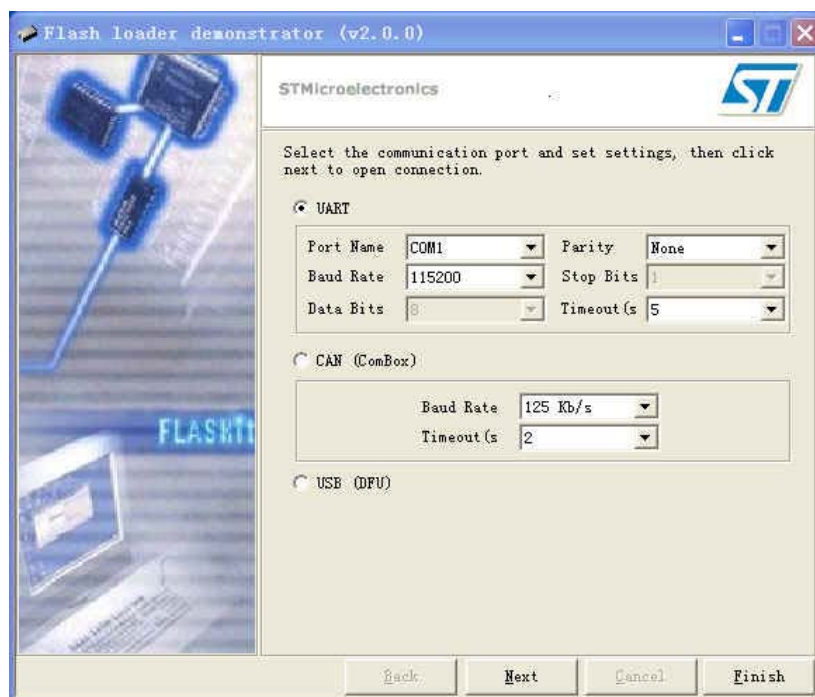 Flash loader demonstrator (v2.0.0)
STMicroelectronics
ST
Select the communication port and set settings, then click
next to open connection.
UART
Port Name COM1 Parity None
Baud Rate 115200 Stop Bits 1
Data Bits 8 Timeout(s 5
CAN (ComBox)
Baud Rate 125 Kb/s
Timeout(s 2
USB (DFU)
Back Next Cancel Finish